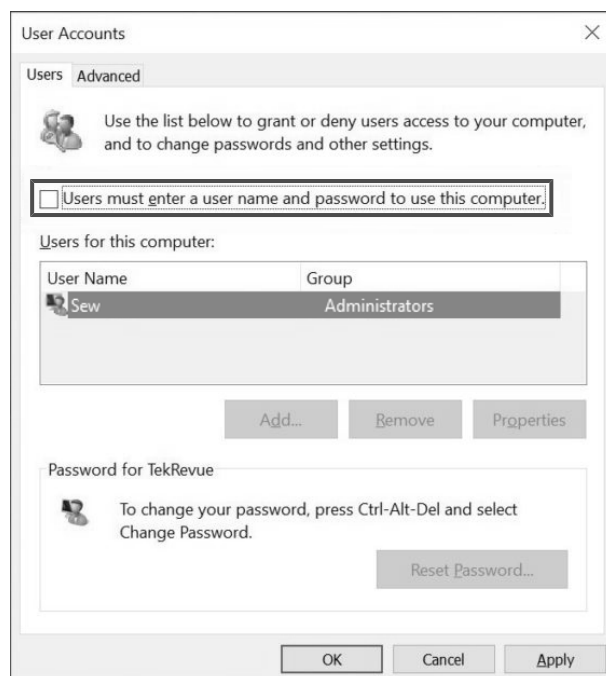 User Accounts
Users Advanced
Use the list below to grant or deny users access to your computer,
and to change passwords and other settings.
Users must enter a user name and password to use this computer.
Users for this computer:
User Name Group
Sew Administrators
Add... Remove Properties
Password for TekRevue
To change your password, press Ctrl-Alt-Del and select
Change Password.
Reset Password...
OK Cancel Apply